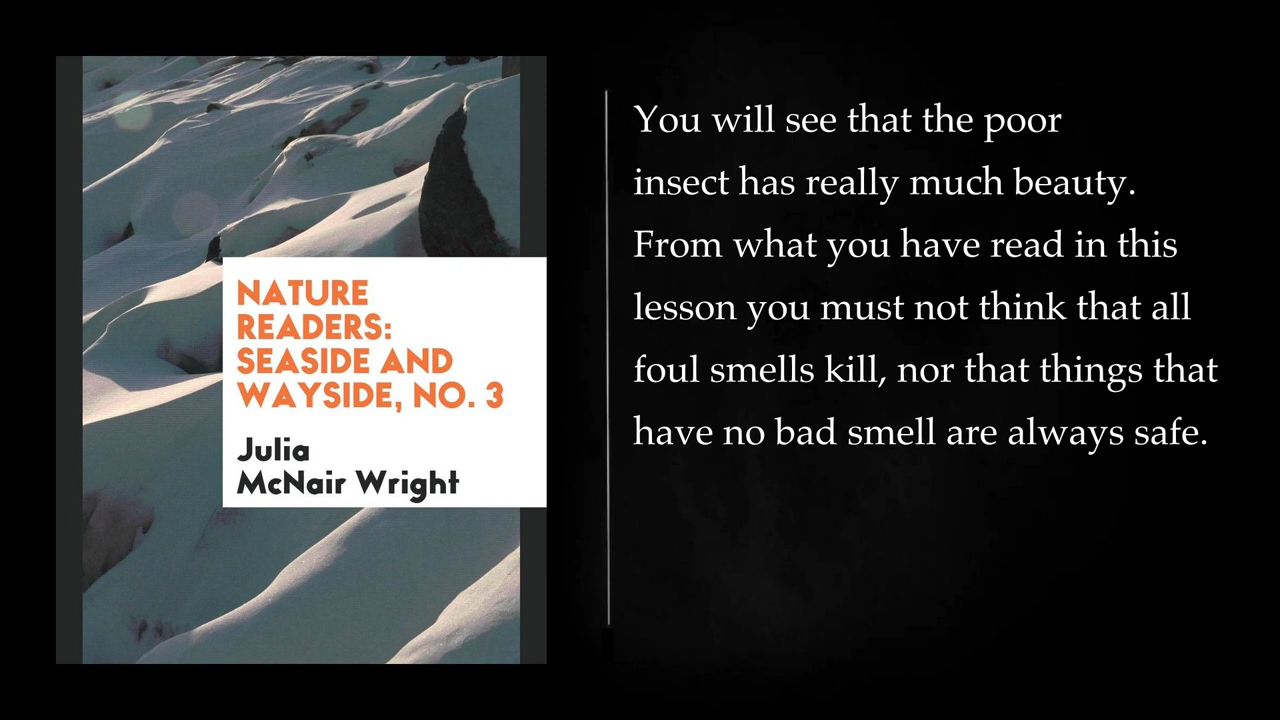 NATURE
READERS:
SEASIDE AND
WAYSIDE, NO. 3
Julia
McNair Wright
You will see that the poor
insect has really much beauty.
From what you have read in this
lesson you must not think that all
foul smells kill, nor that things that
have no bad smell are always safe.